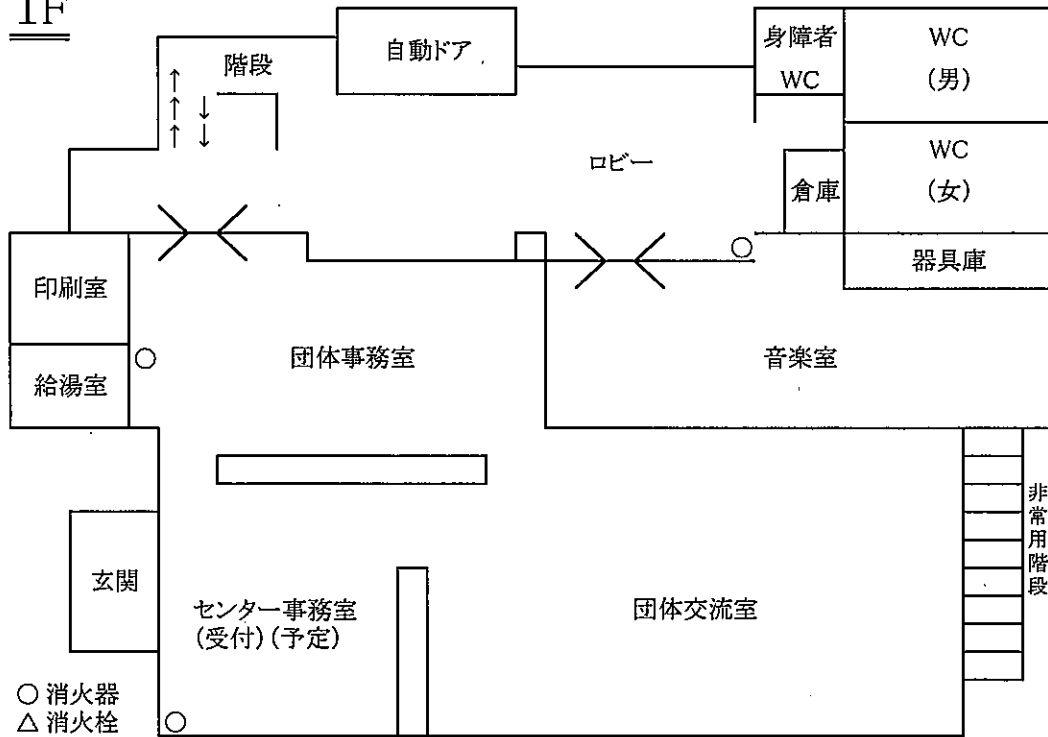 1F
自動ドア
身障者
WC
WC
(男)
階段
↑↑↑
↓↓
ロビー
倉庫
WC
(女)
器具庫
印刷室
団体事務室
音楽室
給湯室
非常用階段
玄関
センター事務室
(受付)(予定)
団体交流室
○ 消火器
△ 消火栓